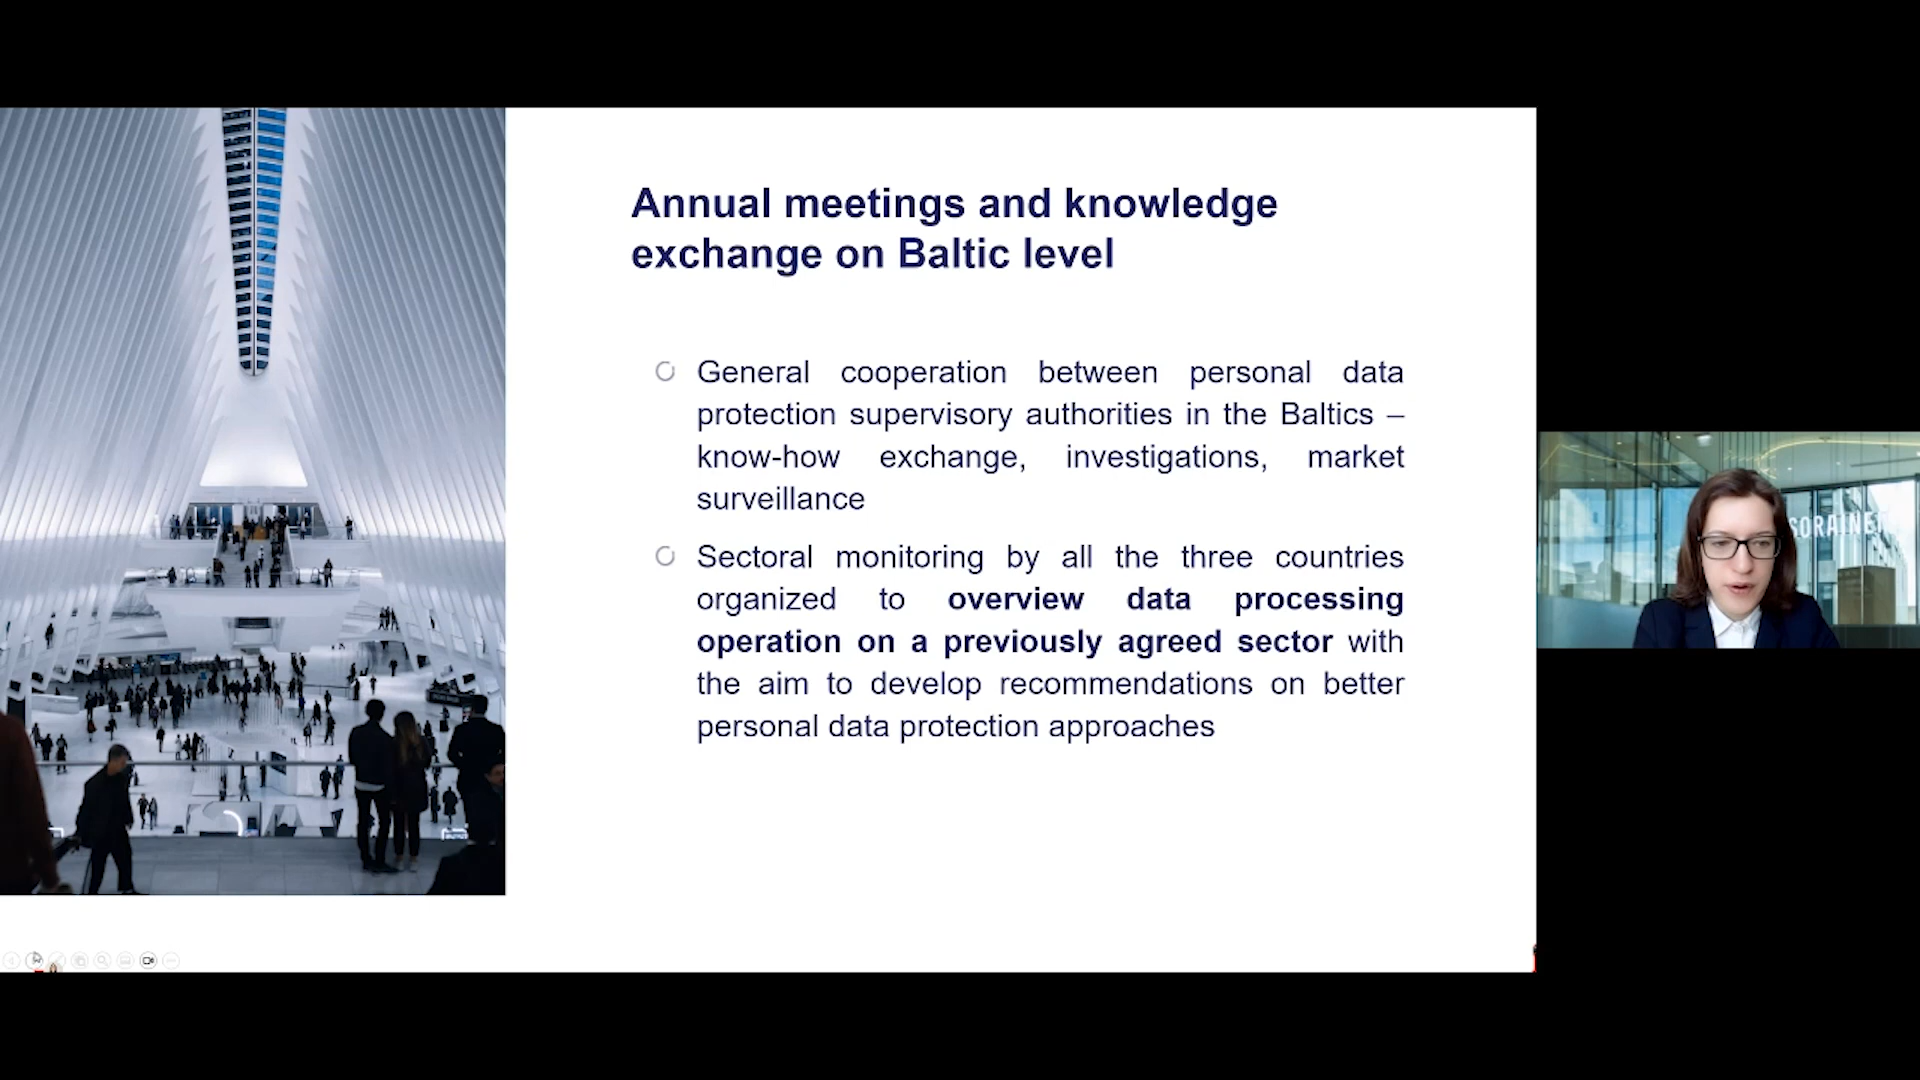 Annual meetings and knowledge
exchange on Baltic level
General cooperation between personal data
protection supervisory authorities in the Baltics –
know-how exchange, investigations, market
surveillance
Sectoral monitoring by all the three countries
organized to overview data processing
operation on a previously agreed sector with
the aim to develop recommendations on better
personal data protection approaches
SORAINEN